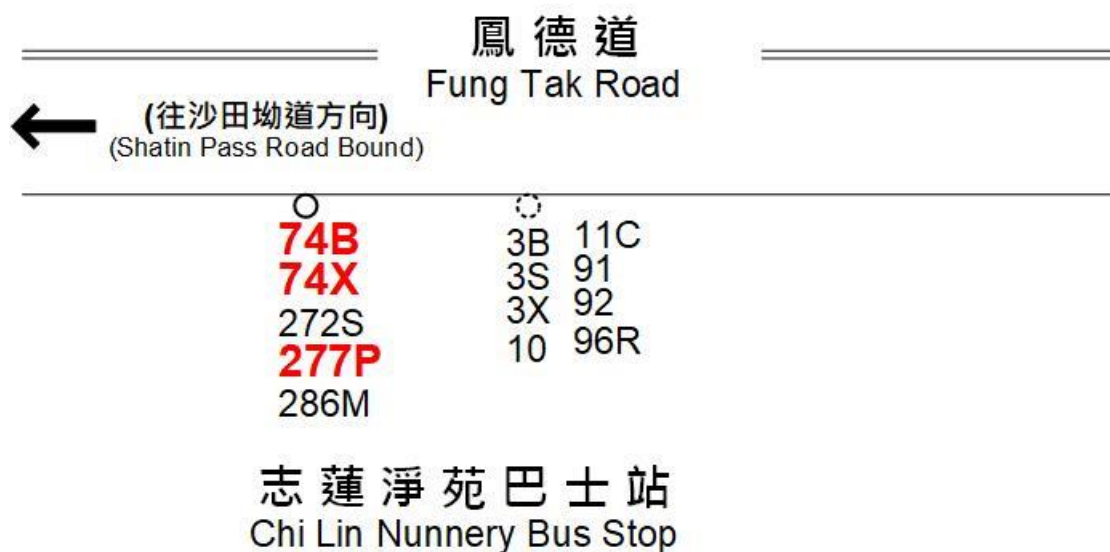 鳳德道
Fung Tak Road
(往沙田坳道方向)
(Shatin Pass Road Bound)
74B
74X
272S
277P
286M
3B
3S
3X
10
11C
91
92
96R
志蓮淨苑巴士站
Chi Lin Nunnery Bus Stop